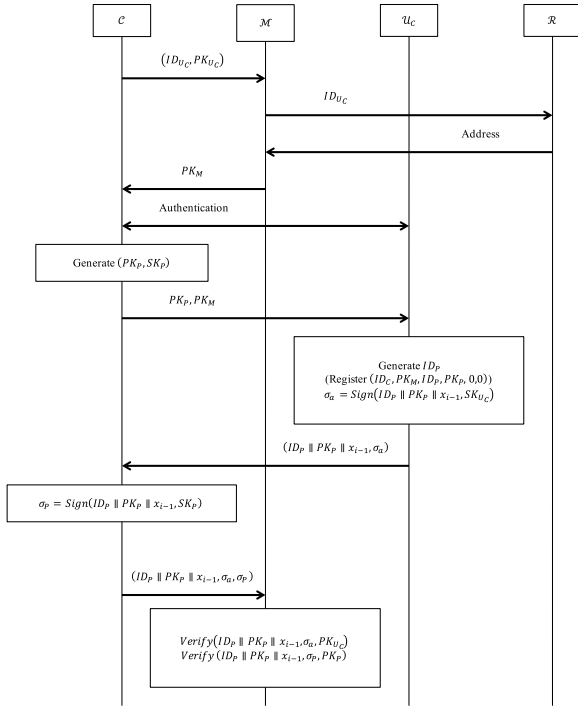 𝒞 ℳ 𝒰_C ℛ
(ID_{U_C}, PK_{U_C})
ID_{U_C}
Address
PK_M
Authentication
Generate (PK_P, SK_P)
PK_P, PK_M
Generate ID_P
(Register (ID_C, PK_M, ID_P, PK_P, 0,0))
σ_a = Sign(ID_P ∥ PK_P ∥ x_{i−1}, SK_{U_C})
(ID_P ∥ PK_P ∥ x_{i−1}, σ_a)
σ_P = Sign(ID_P ∥ PK_P ∥ x_{i−1}, SK_P)
(ID_P ∥ PK_P ∥ x_{i−1}, σ_a, σ_P)
Verify(ID_P ∥ PK_P ∥ x_{i−1}, σ_a, PK_{U_C})
Verify (ID_P ∥ PK_P ∥ x_{i−1}, σ_P, PK_P)